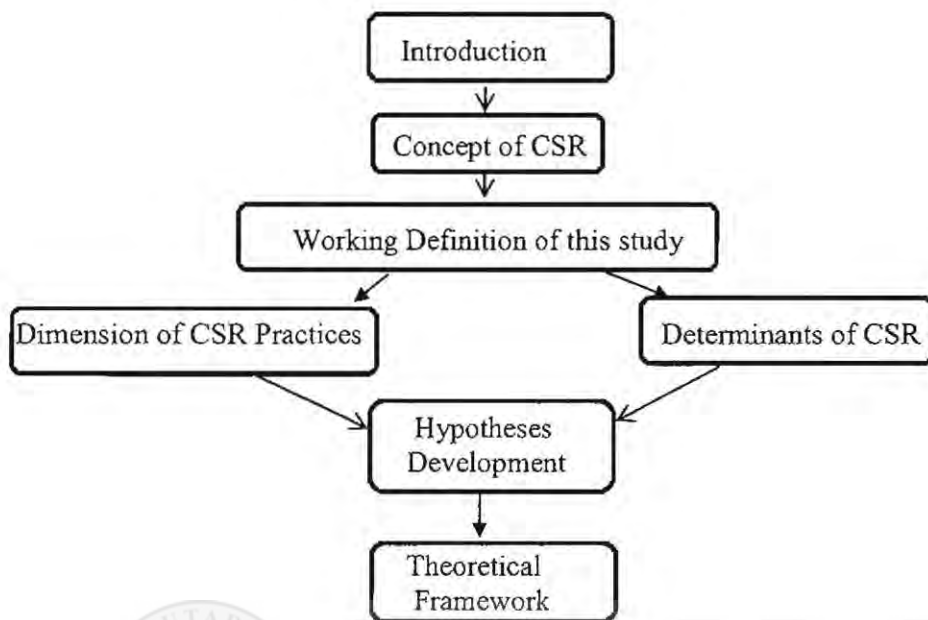 Introduction
Concept of CSR
Working Definition of this study
Dimension of CSR Practices
Determinants of CSR
Hypotheses
Development
Theoretical
Framework